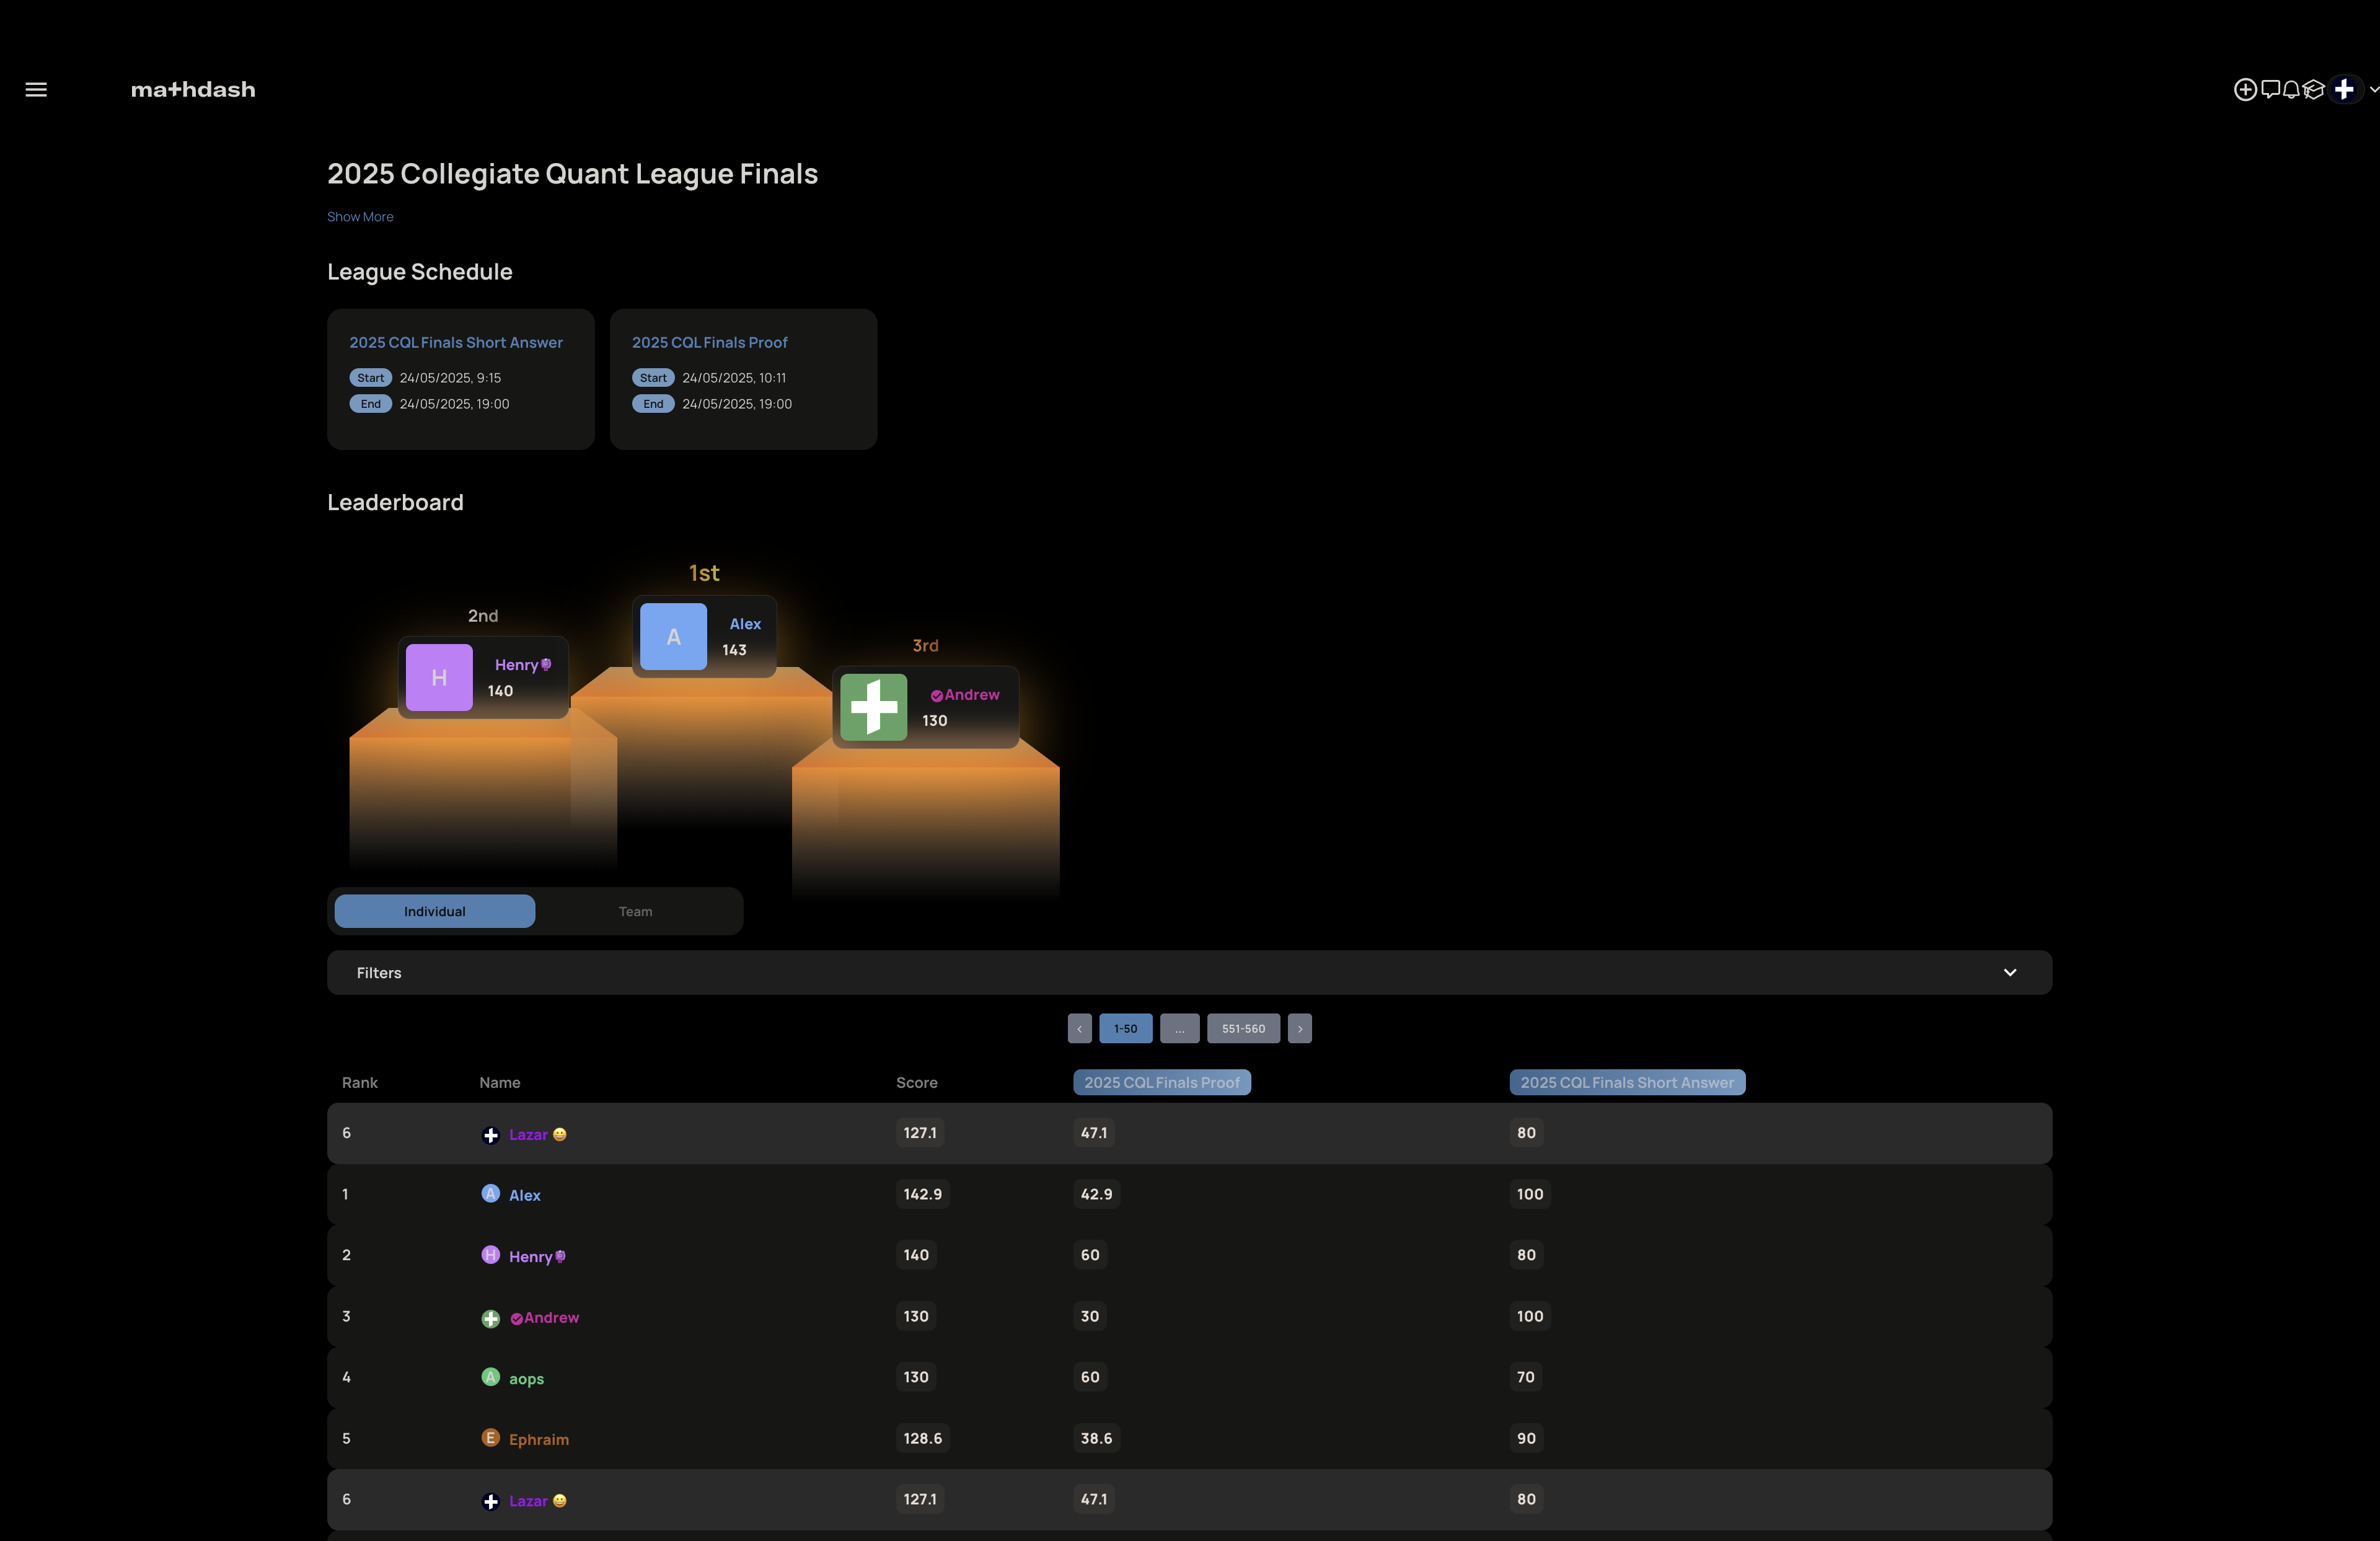 mathdash
2025 Collegiate Quant League Finals
Show More
League Schedule
2025 CQL Finals Short Answer
Start 24/05/2025, 9:15
End 24/05/2025, 19:00
2025 CQL Finals Proof
Start 24/05/2025, 10:11
End 24/05/2025, 19:00
Leaderboard
1st
A Alex
143
2nd
H Henry
140
3rd
Andrew
130
Individual Team
Filters
‹ 1-50 ... 551-560 ›
Rank Name Score 2025 CQL Finals Proof 2025 CQL Finals Short Answer
6 Lazar 😀 127.1 47.1 80
1 A Alex 142.9 42.9 100
2 H Henry 140 60 80
3 Andrew 130 30 100
4 A aops 130 60 70
5 E Ephraim 128.6 38.6 90
6 Lazar 😀 127.1 47.1 80